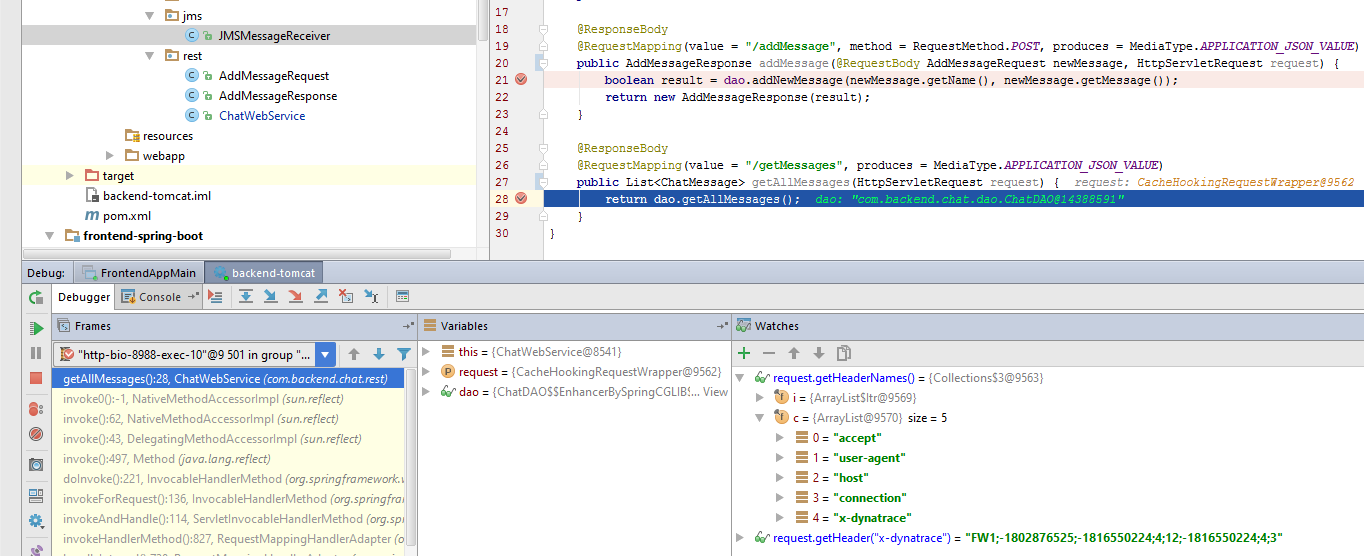 jms
JMSMessageReceiver
rest
AddMessageRequest
AddMessageResponse
ChatWebService
resources
webapp
target
backend-tomcat.iml
pom.xml
frontend-spring-boot
17
18 @ResponseBody
19 @RequestMapping(value = "/addMessage", method = RequestMethod.POST, produces = MediaType.APPLICATION_JSON_VALUE)
20 public AddMessageResponse addMessage(@RequestBody AddMessageRequest newMessage, HttpServletRequest request) {
21 boolean result = dao.addNewMessage(newMessage.getName(), newMessage.getMessage());
22 return new AddMessageResponse(result);
23 }
24
25 @ResponseBody
26 @RequestMapping(value = "/getMessages", produces = MediaType.APPLICATION_JSON_VALUE)
27 public List<ChatMessage> getAllMessages(HttpServletRequest request) { request: CacheHookingRequestWrapper@9562
28 return dao.getAllMessages(); dao: "com.backend.chat.dao.ChatDAO@14388591"
29 }
30 }
Debug: FrontendAppMain backend-tomcat
Debugger Console
Frames
"http-bio-8988-exec-10"@9 501 in group "...
getAllMessages():28, ChatWebService (com.backend.chat.rest)
invoke0():-1, NativeMethodAccessorImpl (sun.reflect)
invoke():62, NativeMethodAccessorImpl (sun.reflect)
invoke():43, DelegatingMethodAccessorImpl (sun.reflect)
invoke():497, Method (java.lang.reflect)
doInvoke():221, InvocableHandlerMethod (org.springframework.w
invokeForRequest():136, InvocableHandlerMethod (org.springfram
invokeAndHandle():114, ServletInvocableHandlerMethod (org.spr
invokeHandlerMethod():827, RequestMappingHandlerAdapter (o
Variables
this = {ChatWebService@8541}
request = {CacheHookingRequestWrapper@9562}
dao = {ChatDAO$$EnhancerBySpringCGLIB$... View
Watches
request.getHeaderNames() = {Collections$3@9563}
i = {ArrayList$Itr@9569}
c = {ArrayList@9570} size = 5
0 = "accept"
1 = "user-agent"
2 = "host"
3 = "connection"
4 = "x-dynatrace"
request.getHeader("x-dynatrace") = "FW1;-1802876525;-1816550224;4;12;-1816550224;4;3"